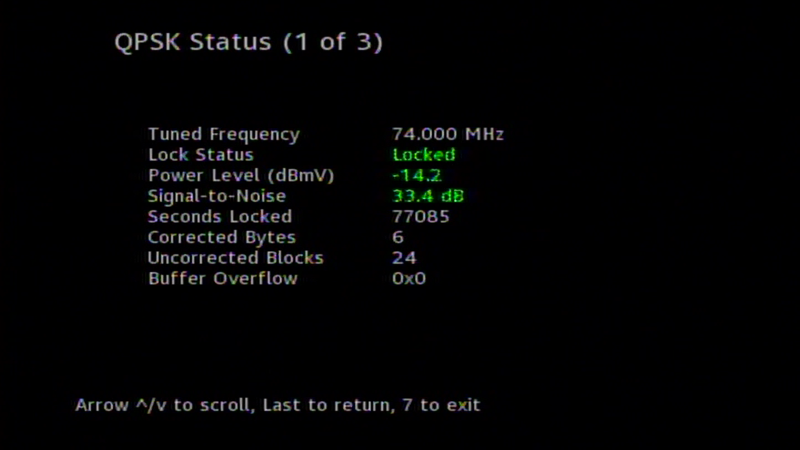 QPSK Status (1 of 3)
Tuned Frequency 74.000 MHz
Lock Status Locked
Power Level (dBmV) -14.2
Signal-to-Noise 33.4 dB
Seconds Locked 77085
Corrected Bytes 6
Uncorrected Blocks 24
Buffer Overflow 0x0
Arrow ^/v to scroll, Last to return, 7 to exit